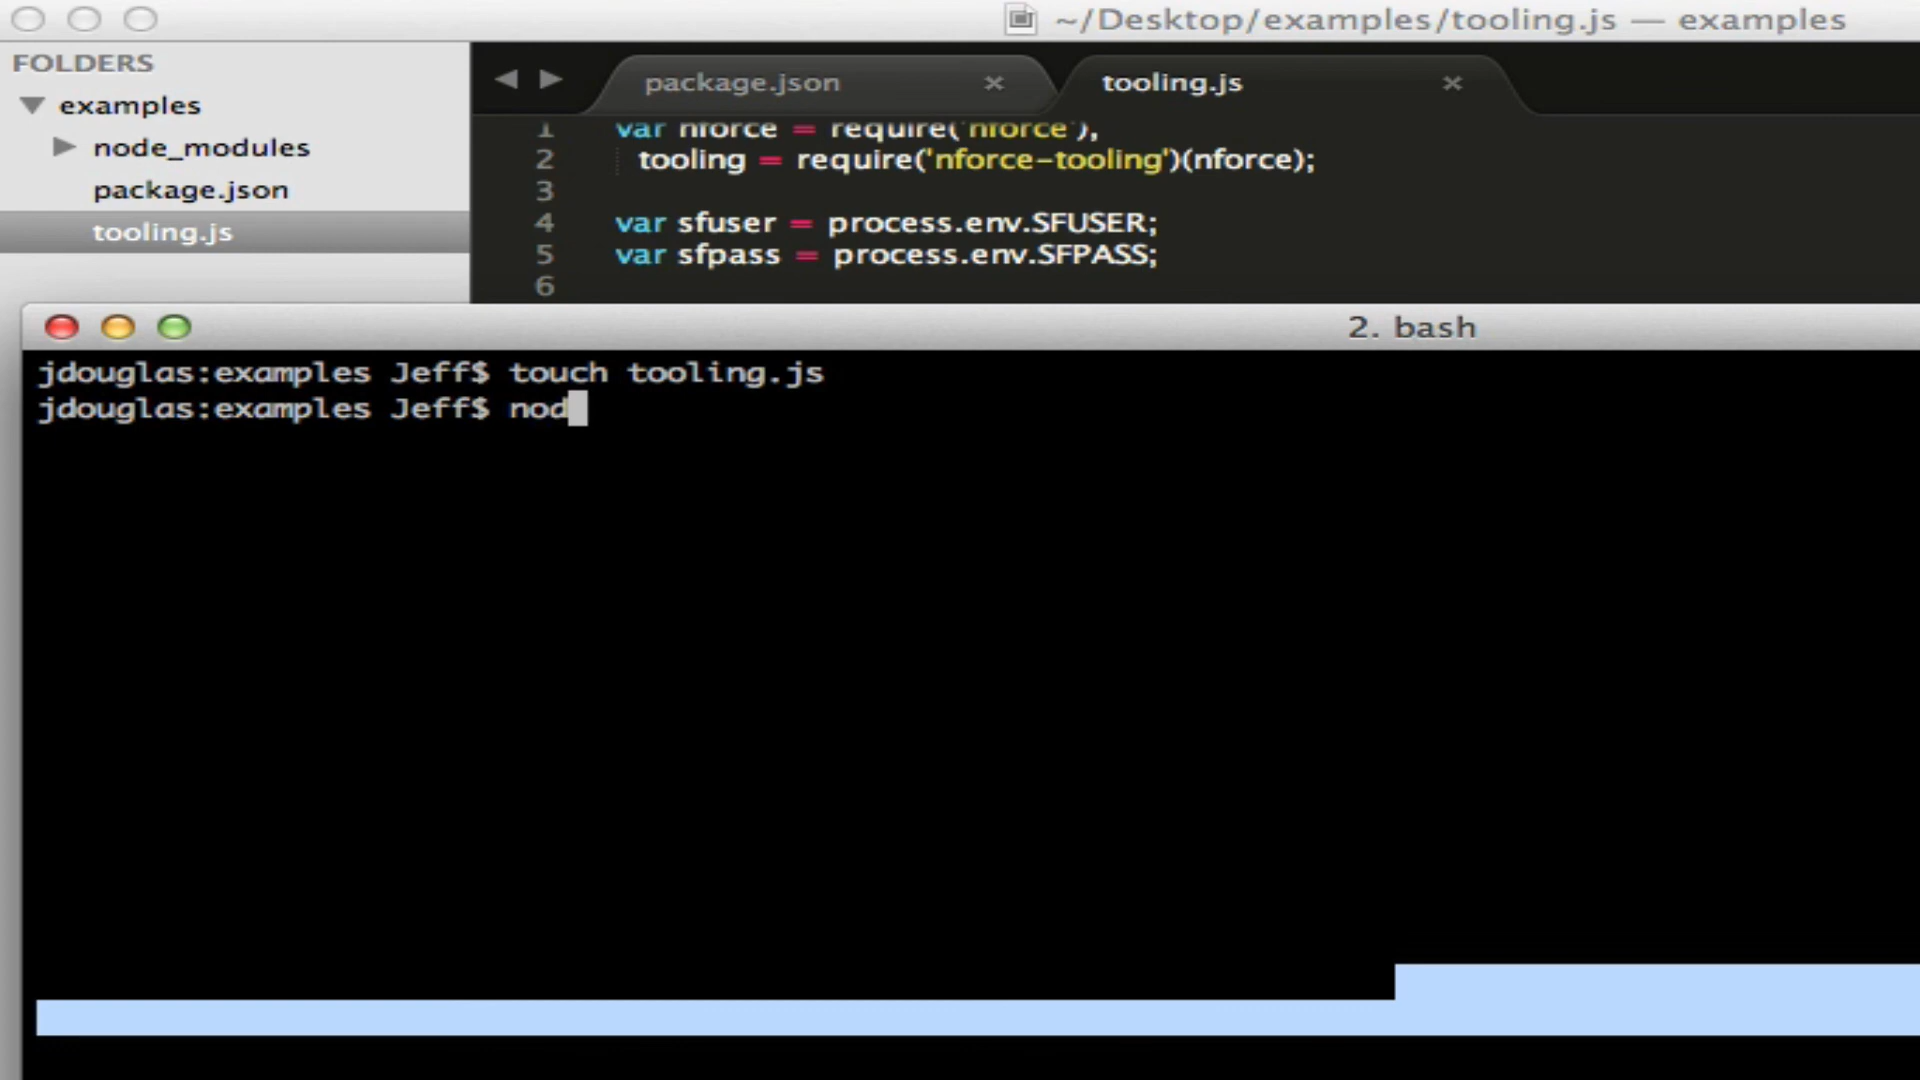 ~/Desktop/examples/tooling.js — examples
FOLDERS
examples
node_modules
package.json
tooling.js
package.json
tooling.js
1 var nforce = require('nforce'),
2 tooling = require('nforce-tooling')(nforce);
3
4 var sfuser = process.env.SFUSER;
5 var sfpass = process.env.SFPASS;
6
2. bash
jdouglas:examples Jeff$ touch tooling.js
jdouglas:examples Jeff$ nod